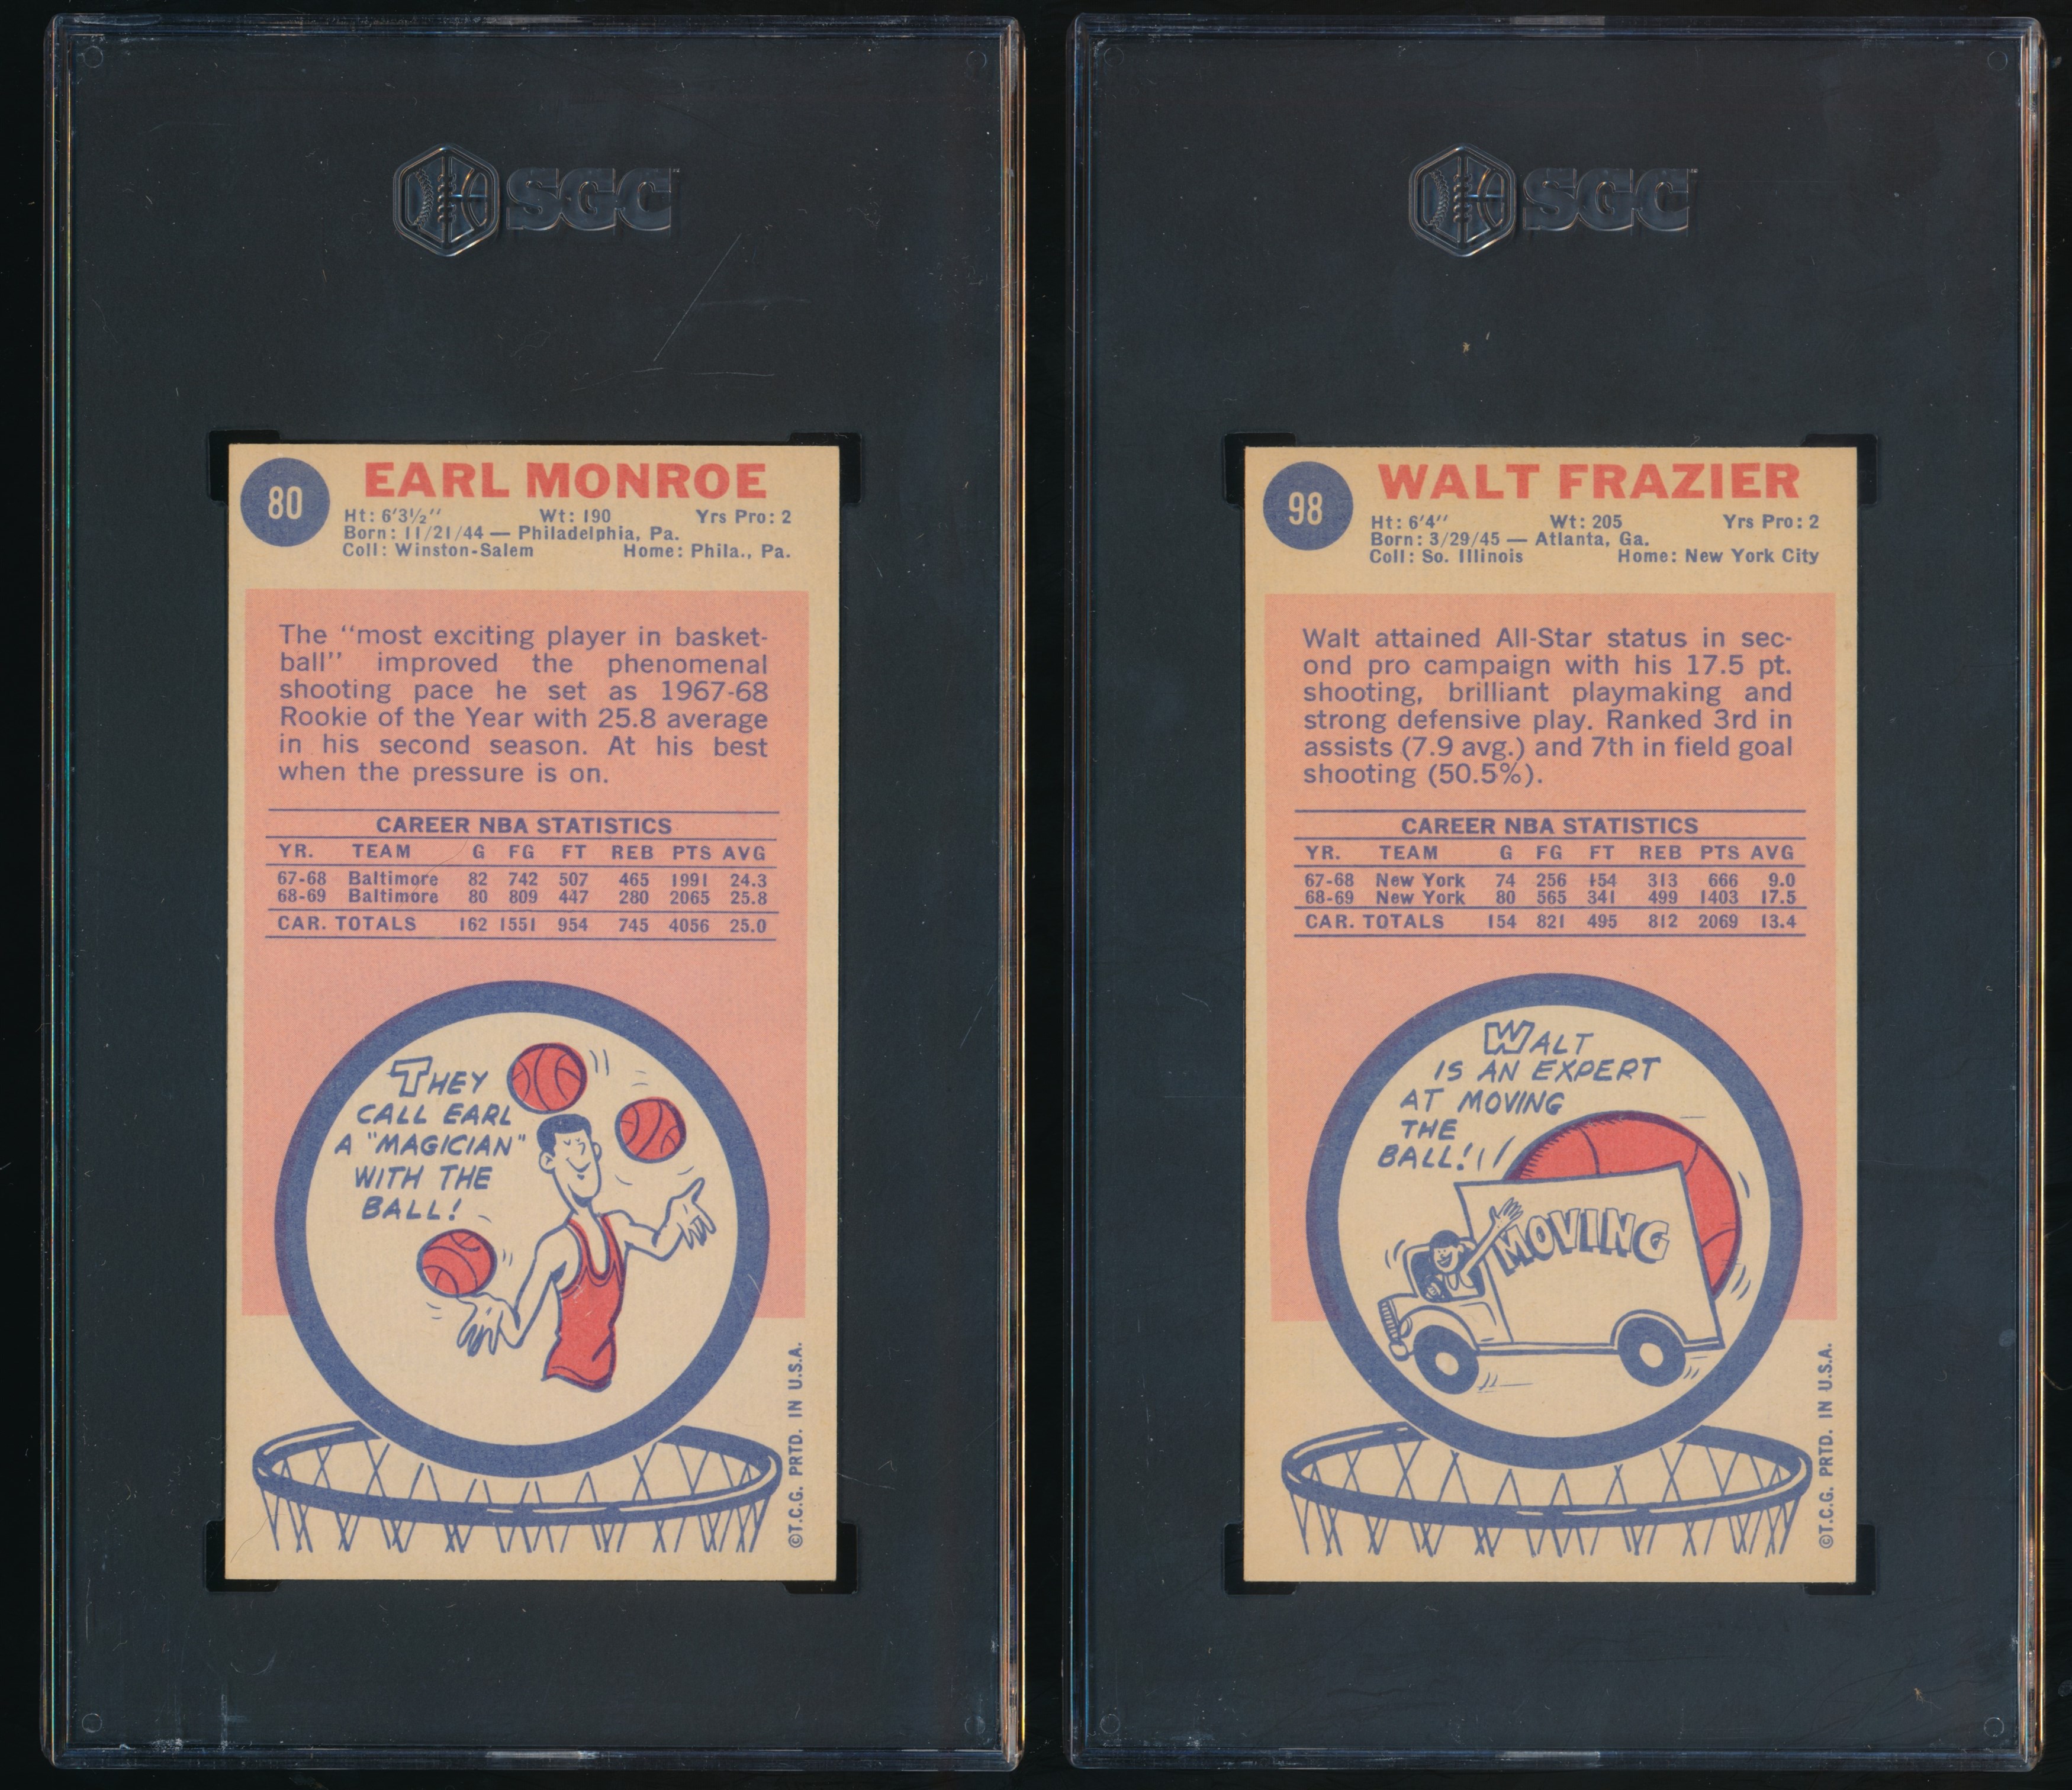 SGC
80
EARL MONROE
Ht: 6'3½" Wt: 190 Yrs Pro: 2
Born: 11/21/44 — Philadelphia, Pa.
Coll: Winston-Salem Home: Phila., Pa.
The "most exciting player in basket-
ball" improved the phenomenal
shooting pace he set as 1967-68
Rookie of the Year with 25.8 average
in his second season. At his best
when the pressure is on.
CAREER NBA STATISTICS
YR. TEAM G FG FT REB PTS AVG
67-68 Baltimore 82 742 507 465 1991 24.3
68-69 Baltimore 80 809 447 280 2065 25.8
CAR. TOTALS 162 1551 954 745 4056 25.0
THEY
CALL EARL
A "MAGICIAN"
WITH THE
BALL!
©T.C.G. PRTD. IN U.S.A.
SGC
98
WALT FRAZIER
Ht: 6'4" Wt: 205 Yrs Pro: 2
Born: 3/29/45 — Atlanta, Ga.
Coll: So. Illinois Home: New York City
Walt attained All-Star status in sec-
ond pro campaign with his 17.5 pt.
shooting, brilliant playmaking and
strong defensive play. Ranked 3rd in
assists (7.9 avg.) and 7th in field goal
shooting (50.5%).
CAREER NBA STATISTICS
YR. TEAM G FG FT REB PTS AVG
67-68 New York 74 256 154 313 666 9.0
68-69 New York 80 565 341 499 1403 17.5
CAR. TOTALS 154 821 495 812 2069 13.4
WALT
IS AN EXPERT
AT MOVING
THE
BALL!
MOVING
©T.C.G. PRTD. IN U.S.A.